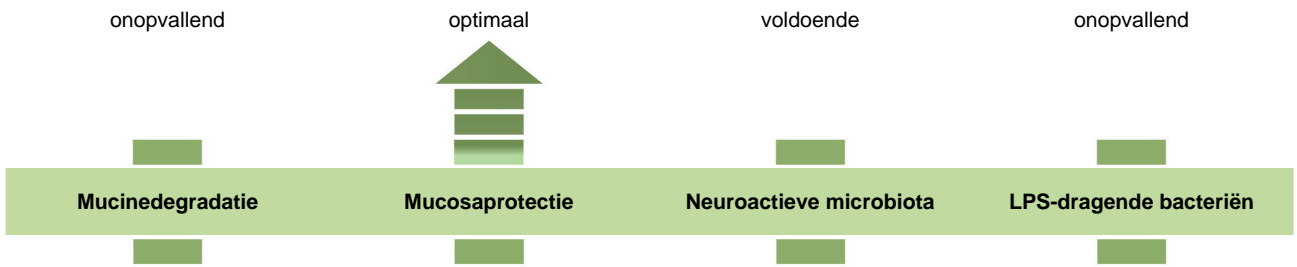 onopvallend optimaal voldoende onopvallend
Mucinedegradatie Mucosaprotectie Neuroactieve microbiota LPS-dragende bacteriën